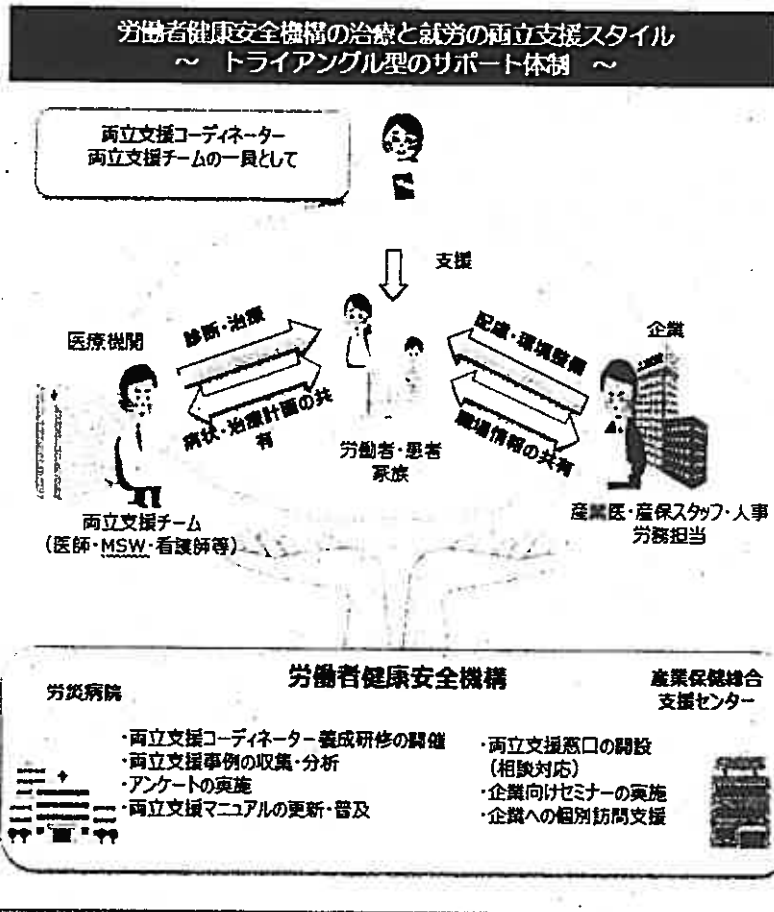 労働者健康安全機構の治療と就労の両立支援スタイル
～ トライアングル型のサポート体制 ～
両立支援コーディネーター
両立支援チームの一員として
支援
医療機関
診断・治療
配慮・環境整備
企業
病状・治療計画の共
有
職場情報の共有
労働者・患者
家族
両立支援チーム
（医師・MSW・看護師等）
産業医・産保スタッフ・人事
労務担当
労働者健康安全機構
労災病院
産業保健総合
支援センター
・両立支援コーディネーター養成研修の開催
・両立支援事例の収集・分析
・アンケートの実施
・両立支援マニュアルの更新・普及
・両立支援窓口の開設
（相談対応）
・企業向けセミナーの実施
・企業への個別訪問支援